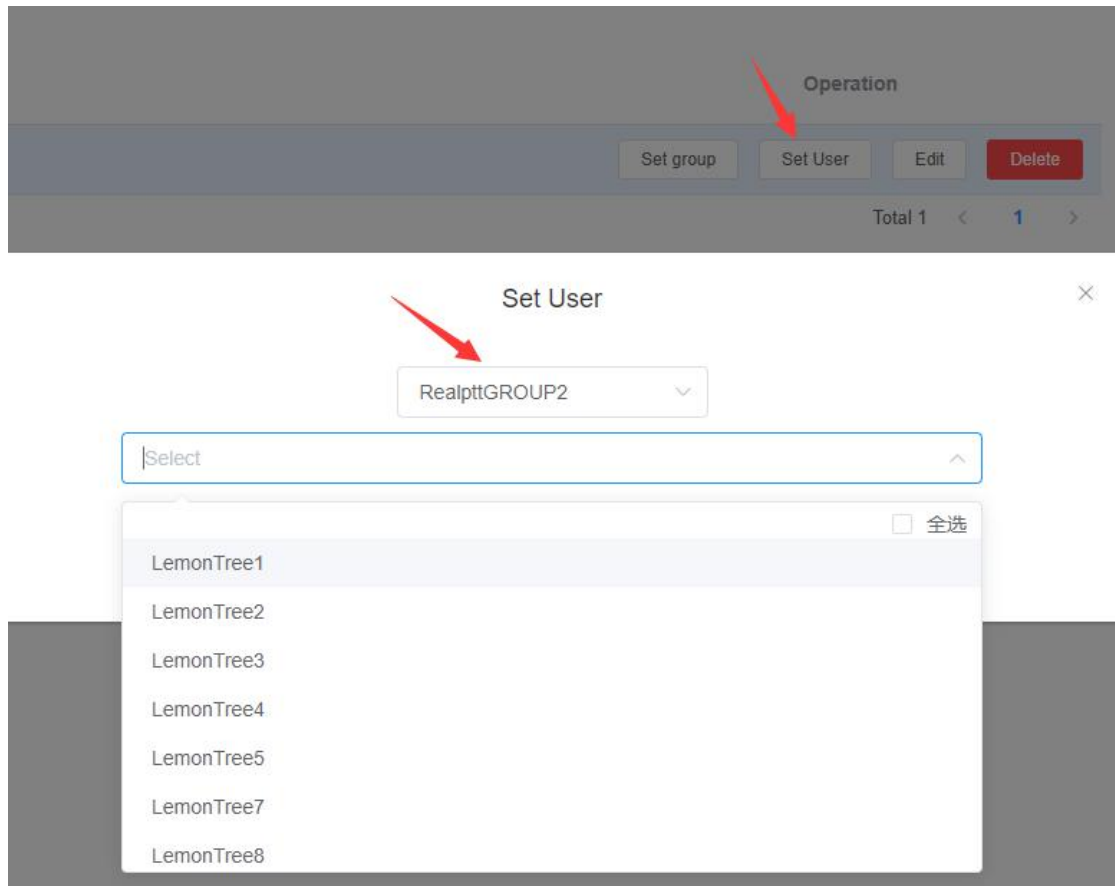 Operation
Set group Set User Edit Delete
Total 1 < 1 >
Set User
RealpttGROUP2
Select
全选
LemonTree1
LemonTree2
LemonTree3
LemonTree4
LemonTree5
LemonTree7
LemonTree8